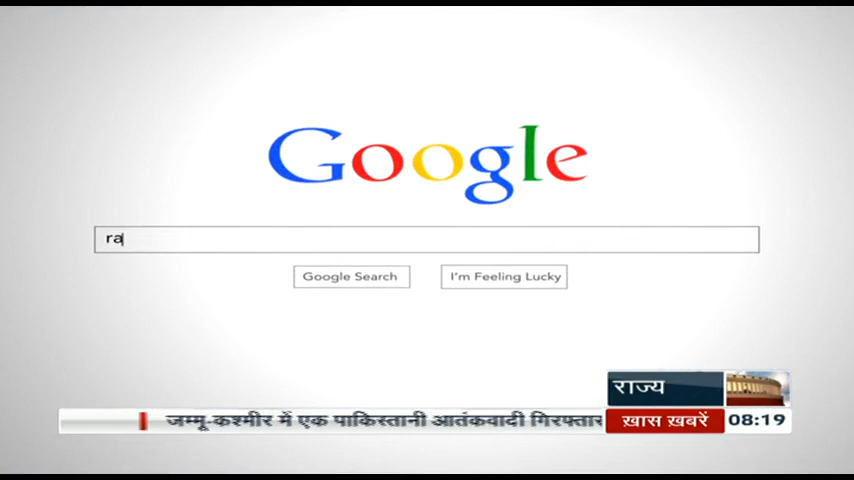 Google
ra
Google Search
I'm Feeling Lucky
राज्य
जम्मू-कश्मीर में एक पाकिस्तानी आतंकवादी गिरफ्तार
ख़ास ख़बरें
08:19